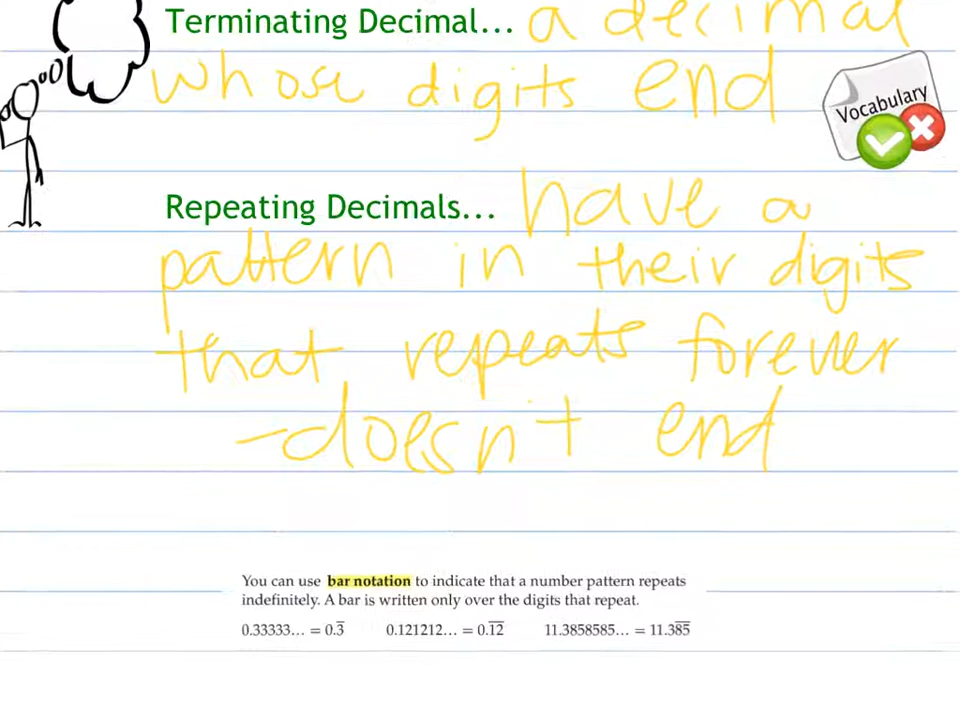 Terminating Decimal... a decimal
whose digits end
Vocabulary
Repeating Decimals... have a
pattern in their digits
that repeats forever
-doesn't end
You can use bar notation to indicate that a number pattern repeats
indefinitely. A bar is written only over the digits that repeat.
0.33333... = 0.3̅ 0.121212... = 0.1̅2̅ 11.3858585... = 11.38̅5̅